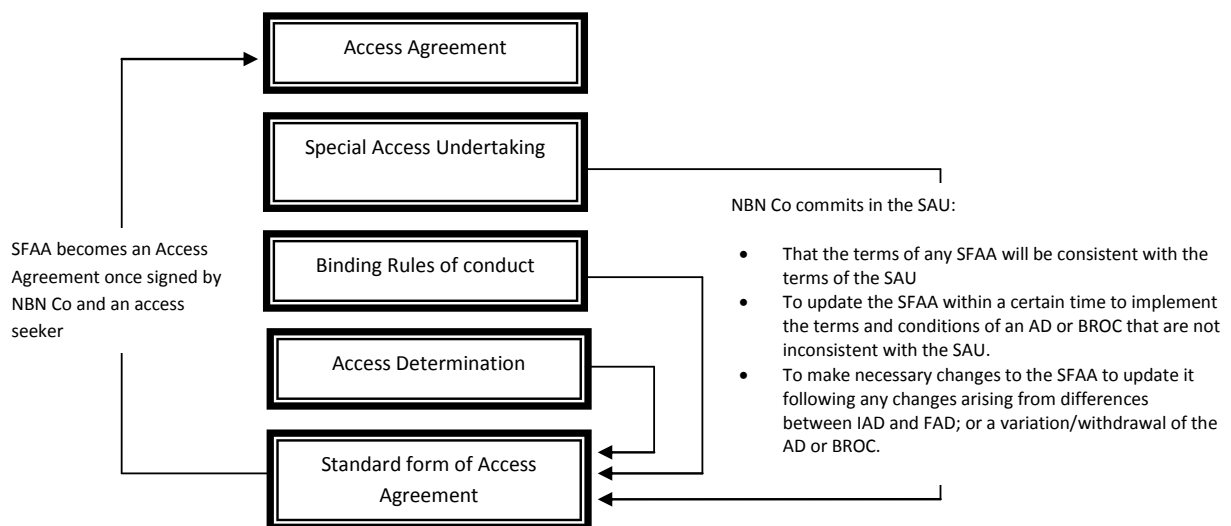 Access Agreement
Special Access Undertaking
Binding Rules of conduct
Access Determination
Standard form of Access
Agreement
SFAA becomes an Access
Agreement once signed by
NBN Co and an access
seeker
NBN Co commits in the SAU:
• That the terms of any SFAA will be consistent with the
terms of the SAU
• To update the SFAA within a certain time to implement
the terms and conditions of an AD or BROC that are not
inconsistent with the SAU.
• To make necessary changes to the SFAA to update it
following any changes arising from differences
between IAD and FAD; or a variation/withdrawal of the
AD or BROC.